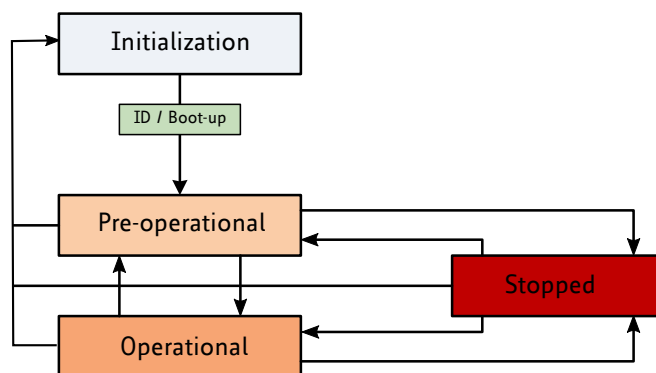 Initialization
ID / Boot-up
Pre-operational
Stopped
Operational